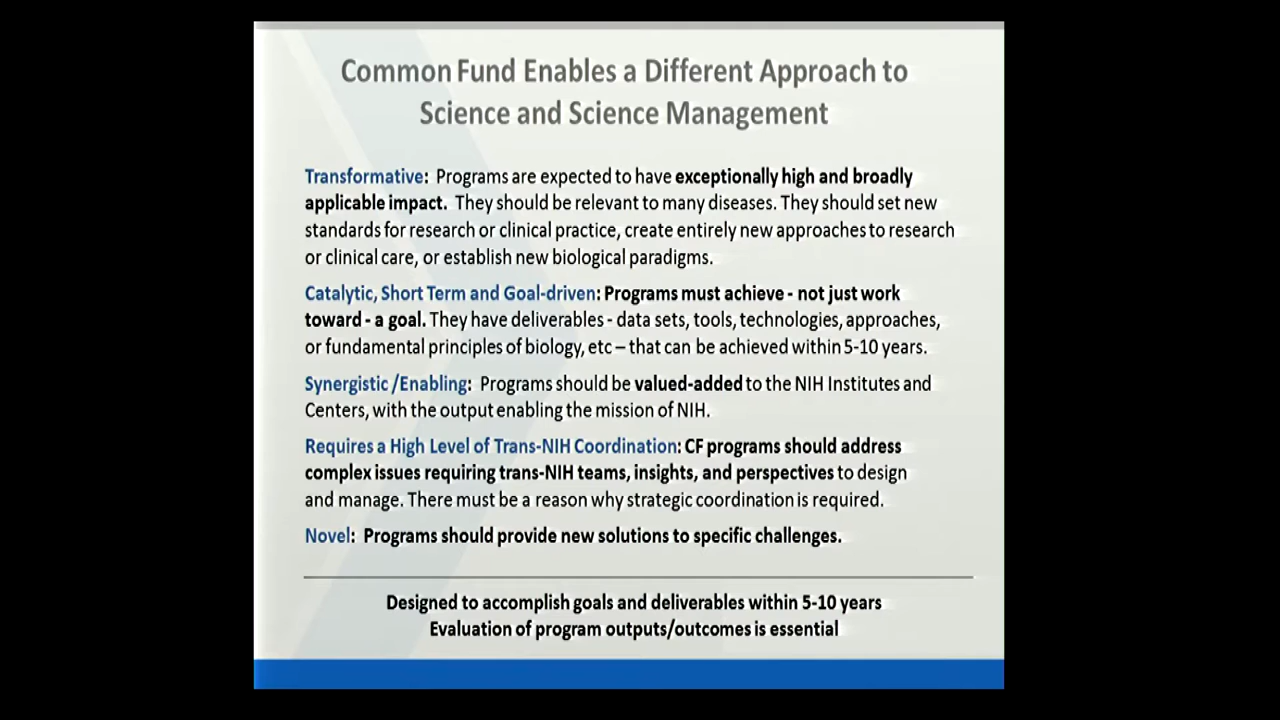 Common Fund Enables a Different Approach to
Science and Science Management
Transformative: Programs are expected to have exceptionally high and broadly
applicable impact. They should be relevant to many diseases. They should set new
standards for research or clinical practice, create entirely new approaches to research
or clinical care, or establish new biological paradigms.
Catalytic, Short Term and Goal-driven: Programs must achieve - not just work
toward - a goal. They have deliverables - data sets, tools, technologies, approaches,
or fundamental principles of biology, etc – that can be achieved within 5-10 years.
Synergistic /Enabling: Programs should be valued-added to the NIH Institutes and
Centers, with the output enabling the mission of NIH.
Requires a High Level of Trans-NIH Coordination: CF programs should address
complex issues requiring trans-NIH teams, insights, and perspectives to design
and manage. There must be a reason why strategic coordination is required.
Novel: Programs should provide new solutions to specific challenges.
Designed to accomplish goals and deliverables within 5-10 years
Evaluation of program outputs/outcomes is essential